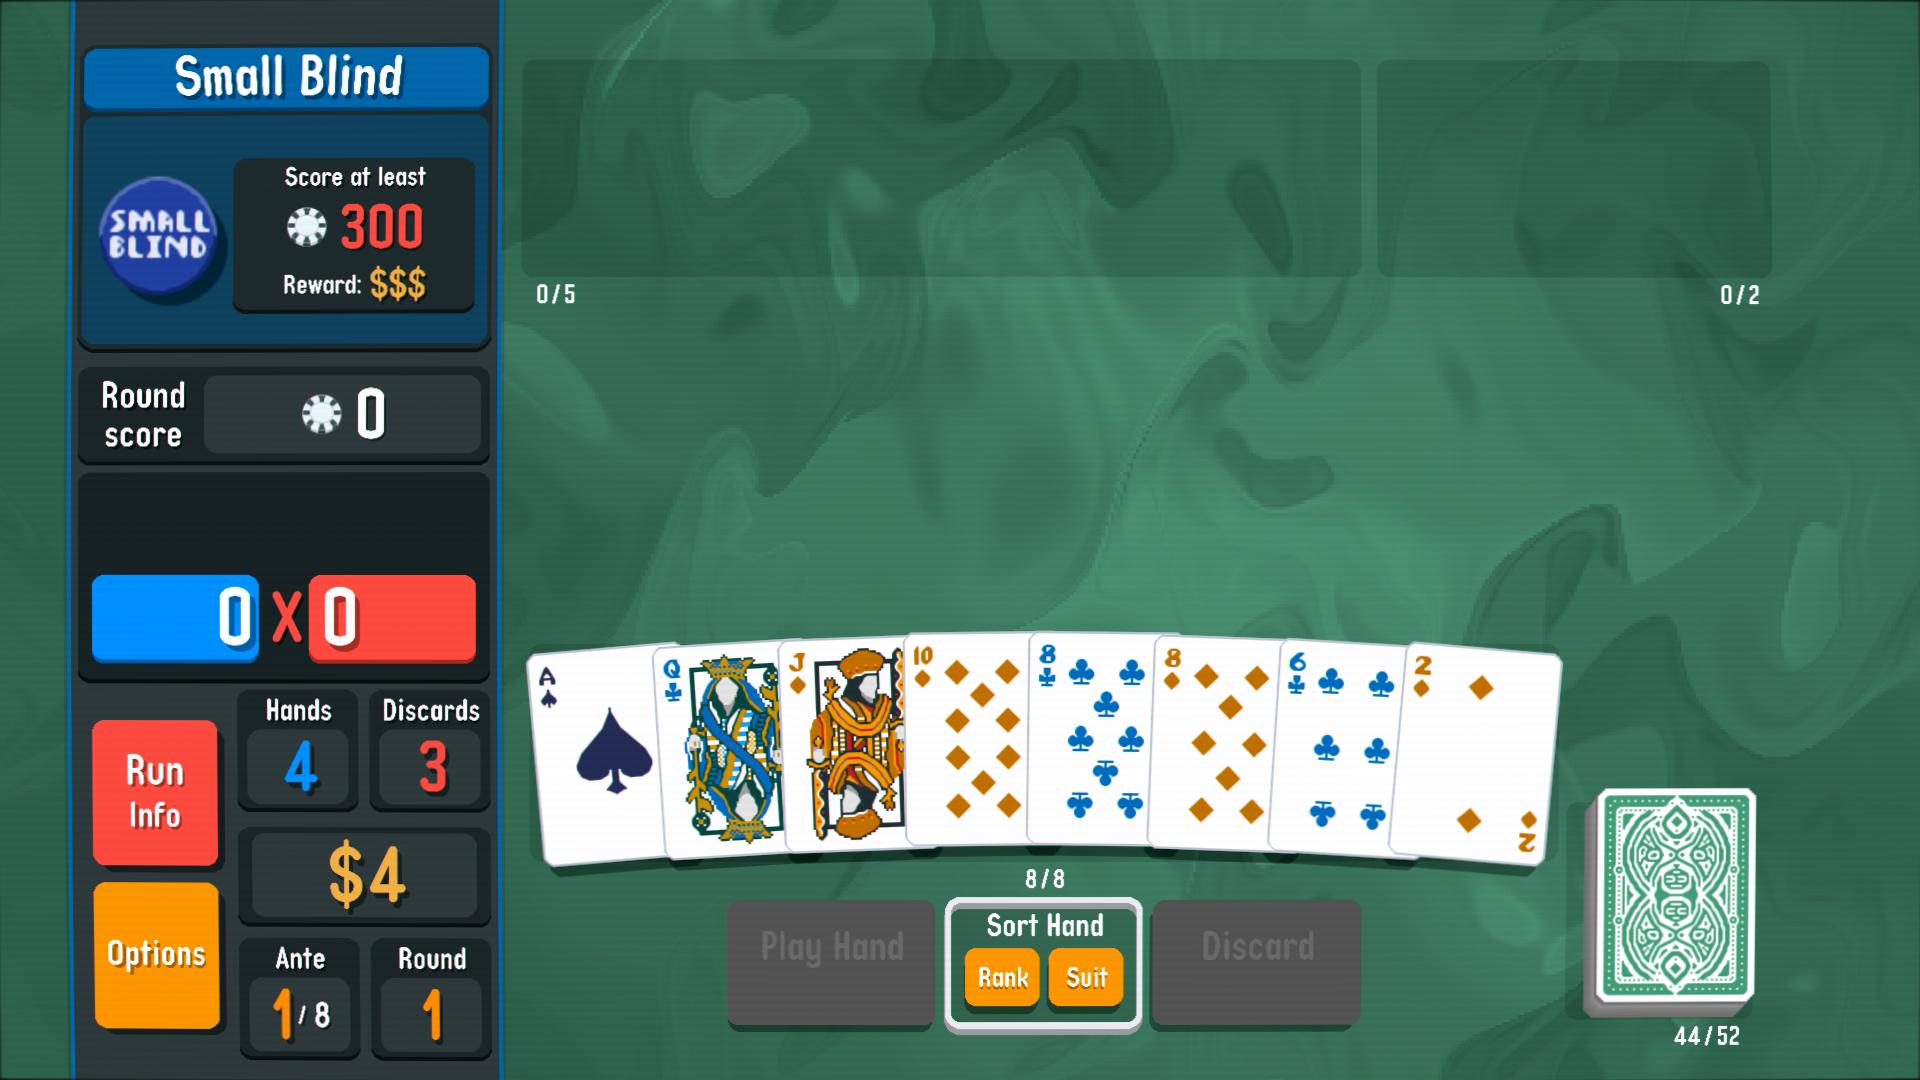 Small Blind
SMALL
BLIND
Score at least
300
Reward: $$$
0/5
0/2
Round
score
0
0 X 0
Hands
4
Discards
3
Run
Info
$4
Options
Ante
1/8
Round
1
A
Q
J
10
8
8
6
2
2
8/8
Play Hand
Sort Hand
Rank
Suit
Discard
44/52